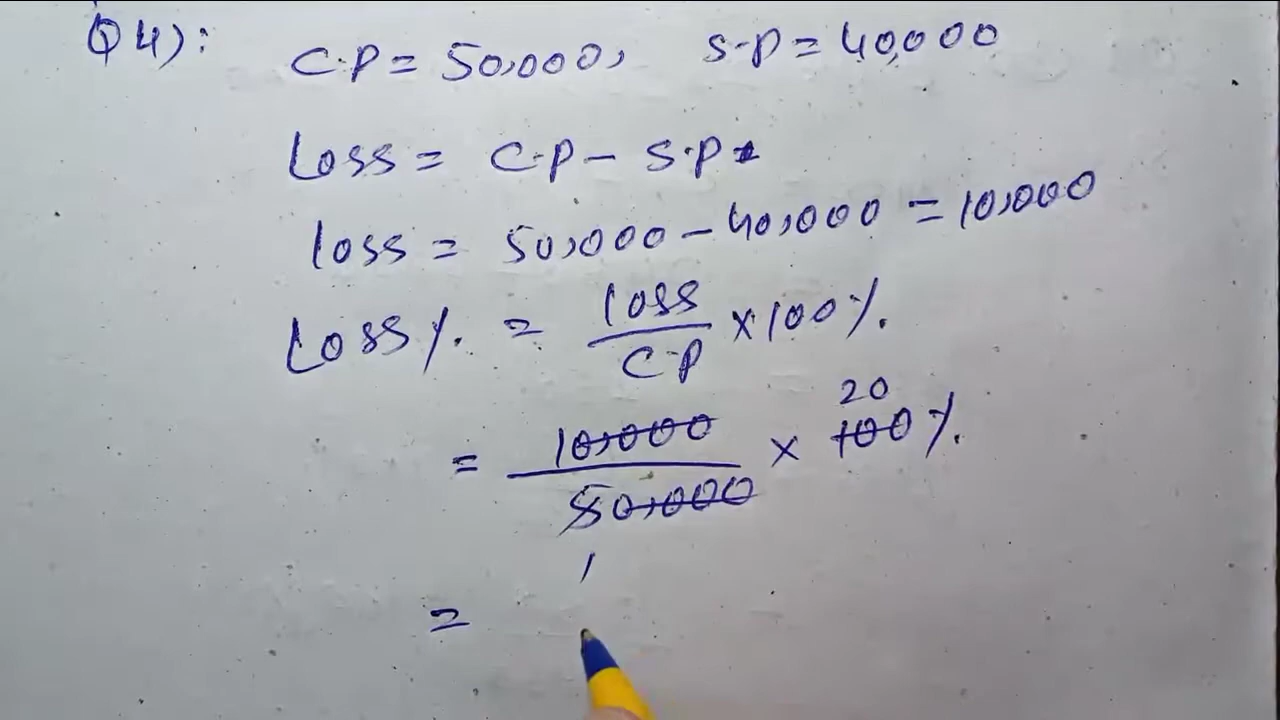 Q4): C.P = 50,000, S.P = 40,000
Loss = C.P - S.P
loss = 50,000 - 40,000 = 10,000
Loss %. = loss/C.P × 100 %.
20
= 10,000/50,000 × 100 %.
1
=